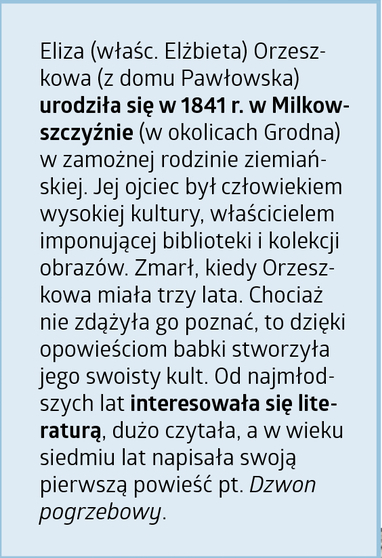 Eliza (właśc. Elżbieta) Orzesz-
kowa (z domu Pawłowska)
urodziła się w 1841 r. w Milkow-
szczyźnie (w okolicach Grodna)
w zamożnej rodzinie ziemiań-
skiej. Jej ojciec był człowiekiem
wysokiej kultury, właścicielem
imponującej biblioteki i kolekcji
obrazów. Zmarł, kiedy Orzesz-
kowa miała trzy lata. Chociaż
nie zdążyła go poznać, to dzięki
opowieściom babki stworzyła
jego swoisty kult. Od najmłod-
szych lat interesowała się lite-
raturą, dużo czytała, a w wieku
siedmiu lat napisała swoją
pierwszą powieść pt. Dzwon
pogrzebowy.